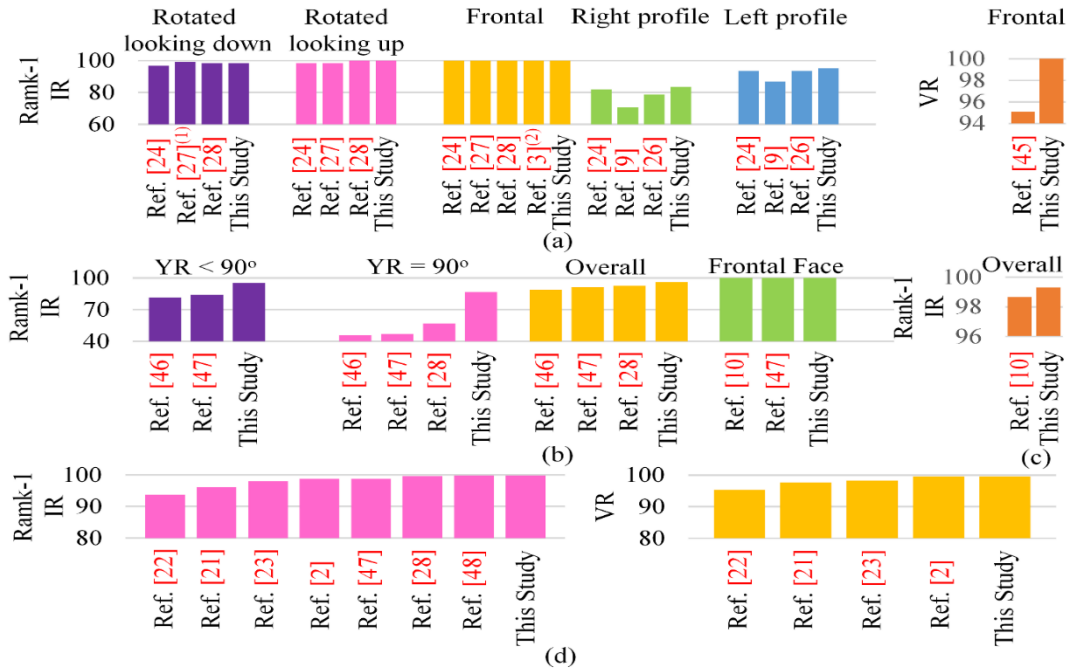 Rotated looking down
Rotated looking up
Frontal
Right profile
Left profile
Frontal
Ramk-1 IR
100
80
60
Ref. [24]
Ref. [27](1)
Ref. [28]
This Study
Ref. [24]
Ref. [27]
Ref. [28]
This Study
Ref. [24]
Ref. [27]
Ref. [28]
Ref. [3](2)
This Study
Ref. [24]
Ref. [9]
Ref. [26]
This Study
Ref. [24]
Ref. [9]
Ref. [26]
This Study
VR
100
98
96
94
Ref. [45]
This Study
(a)
YR < 90o
YR = 90o
Overall
Frontal Face
Overall
Ramk-1 IR
100
70
40
Ref. [46]
Ref. [47]
This Study
Ref. [46]
Ref. [47]
Ref. [28]
This Study
Ref. [46]
Ref. [47]
Ref. [28]
This Study
Ref. [10]
Ref. [47]
This Study
(b)
Rank-1 IR
100
98
96
Ref. [10]
This Study
(c)
Ramk-1 IR
100
90
80
Ref. [22]
Ref. [21]
Ref. [23]
Ref. [2]
Ref. [47]
Ref. [28]
Ref. [48]
This Study
VR
100
90
80
Ref. [22]
Ref. [21]
Ref. [23]
Ref. [2]
This Study
(d)